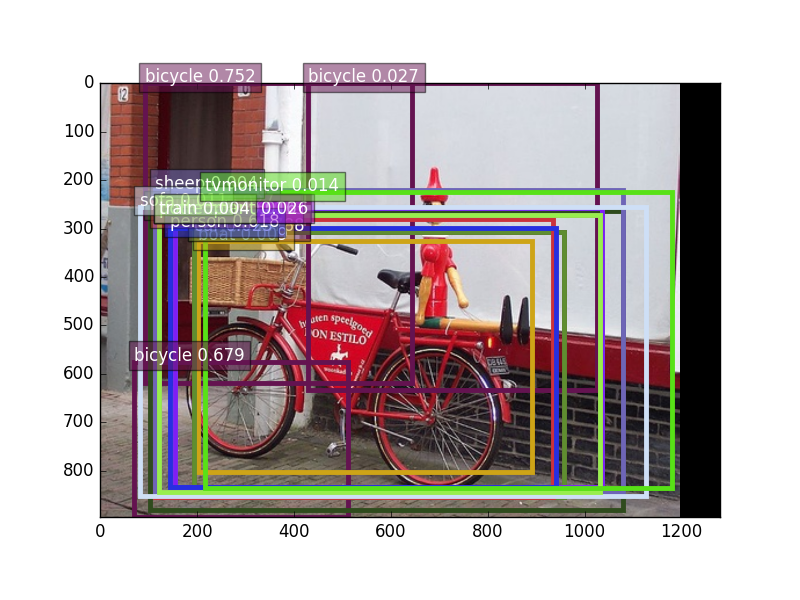 bicycle 0.752
bicycle 0.027
0
100
200
300
400
500
600
700
800
12
sheep 0.004
tvmonitor 0.014
sofa
train 0.004
0.026
person 0.018
bicycle 0.679
houten speelgoed
DON ESTILO
0
200
400
600
800
1000
1200